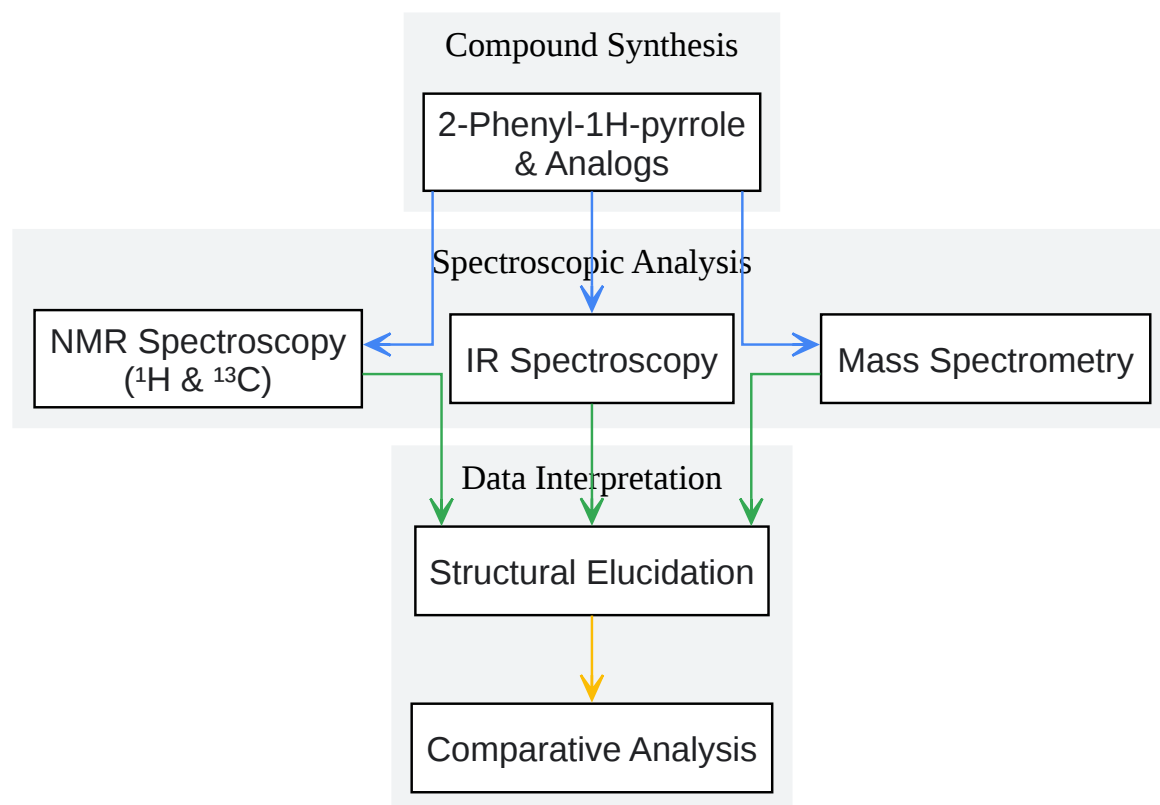 Compound Synthesis
2-Phenyl-1H-pyrrole
& Analogs
Spectroscopic Analysis
NMR Spectroscopy
(¹H & ¹³C)
IR Spectroscopy
Mass Spectrometry
Data Interpretation
Structural Elucidation
Comparative Analysis